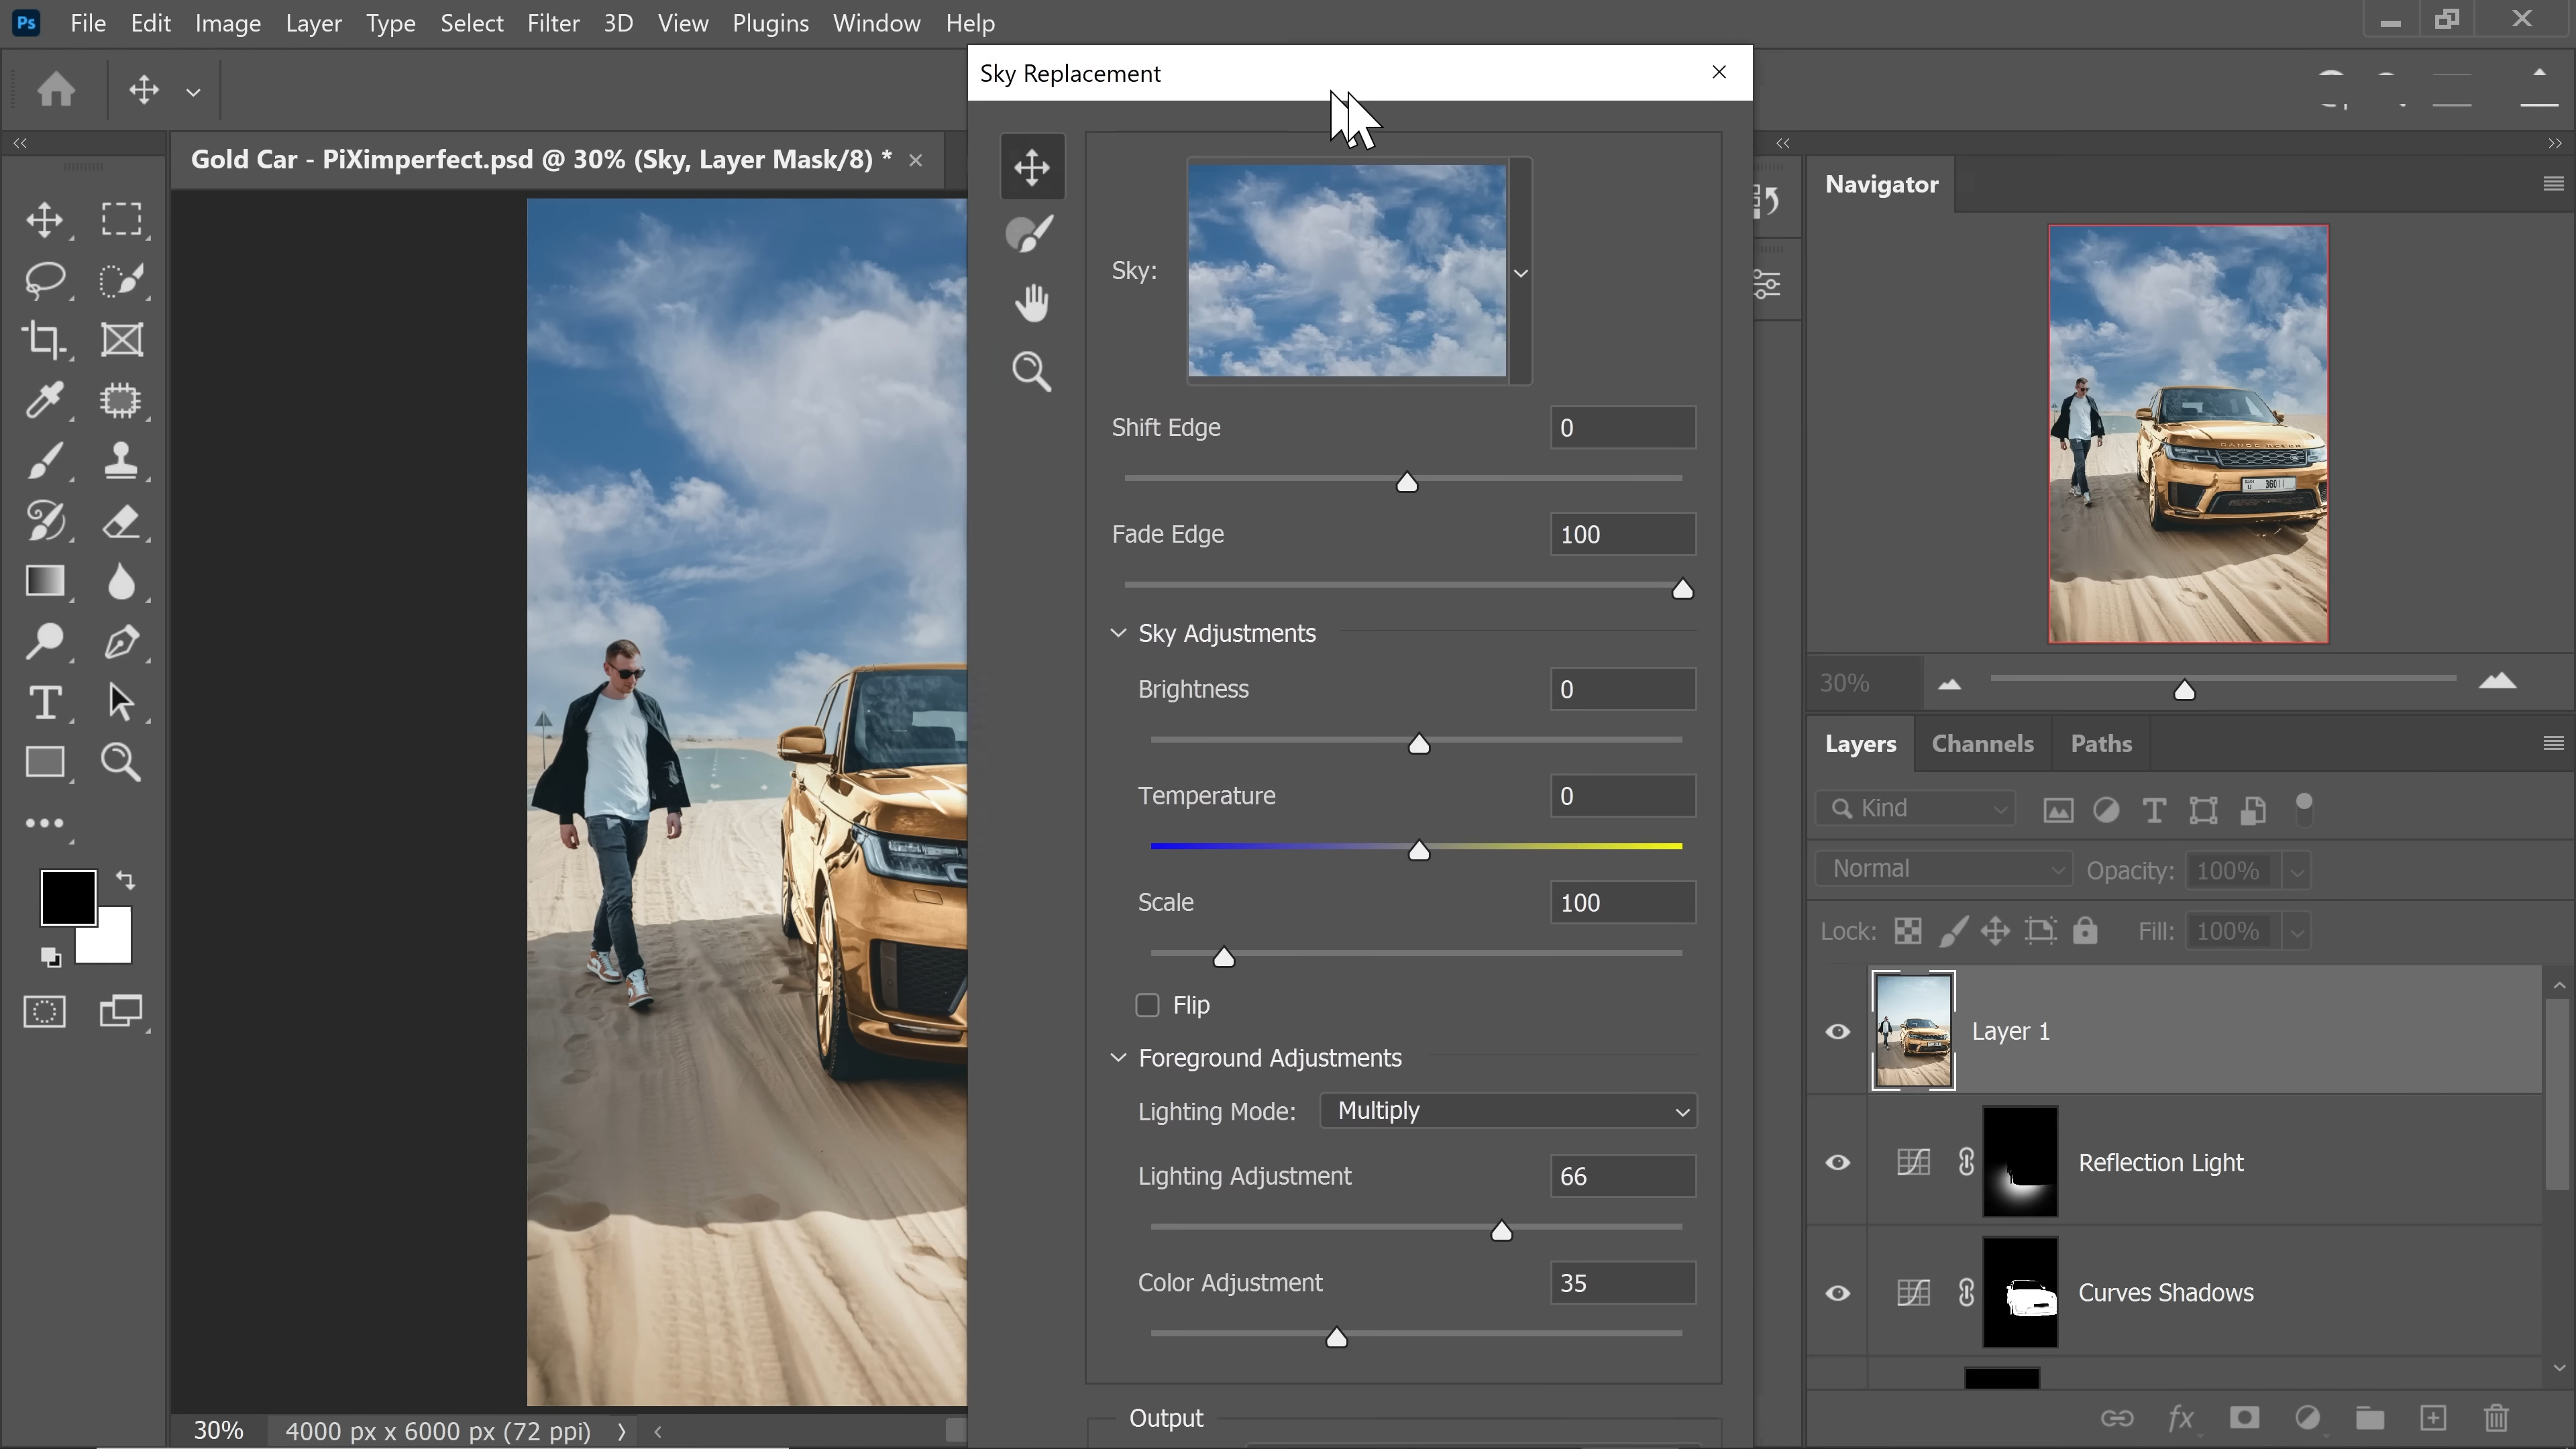 Ps File Edit Image Layer Type Select Filter 3D View Plugins Window Help
Sky Replacement
Gold Car - PiXimperfect.psd @ 30% (Sky, Layer Mask/8) *
Sky:
Shift Edge 0
Fade Edge 100
Sky Adjustments
Brightness 0
Temperature 0
Scale 100
Flip
Foreground Adjustments
Lighting Mode: Multiply
Lighting Adjustment 66
Color Adjustment 35
Output
Navigator
RANGE ROVER
36011
30%
Layers Channels Paths
Kind
Normal Opacity: 100%
Lock: Fill: 100%
Layer 1
Reflection Light
Curves Shadows
fx
30% 4000 px x 6000 px (72 ppi)